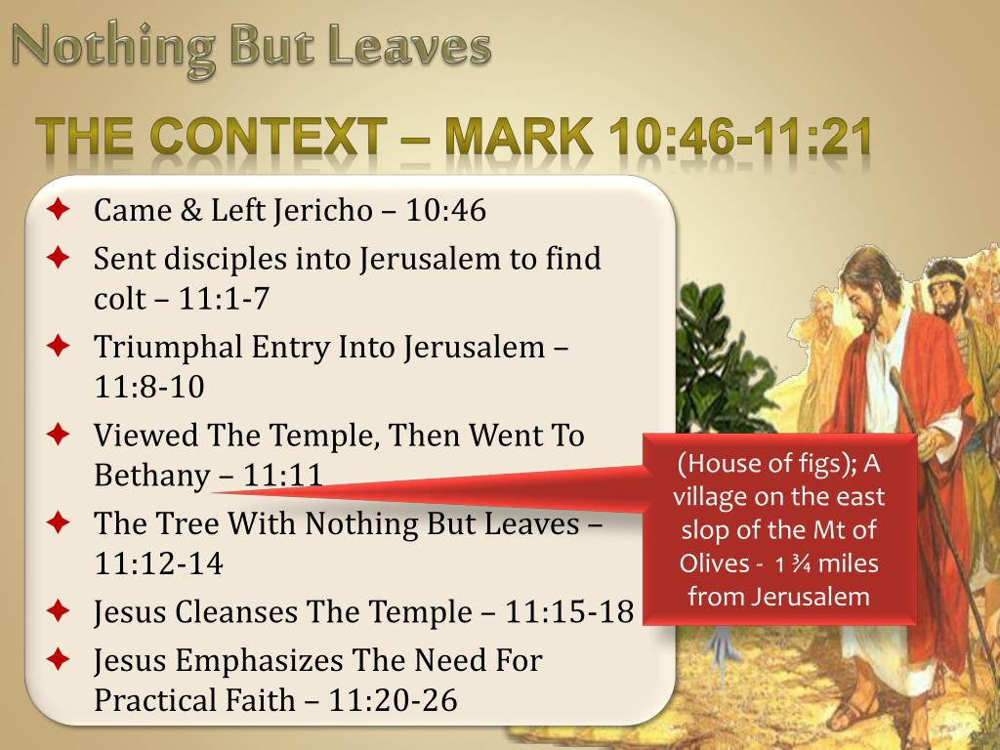 Nothing But Leaves
THE CONTEXT – MARK 10:46-11:21
Came & Left Jericho – 10:46
Sent disciples into Jerusalem to find
colt – 11:1-7
Triumphal Entry Into Jerusalem –
11:8-10
Viewed The Temple, Then Went To
Bethany – 11:11
The Tree With Nothing But Leaves –
11:12-14
Jesus Cleanses The Temple – 11:15-18
Jesus Emphasizes The Need For
Practical Faith – 11:20-26
(House of figs); A
village on the east
slop of the Mt of
Olives - 1 ¾ miles
from Jerusalem